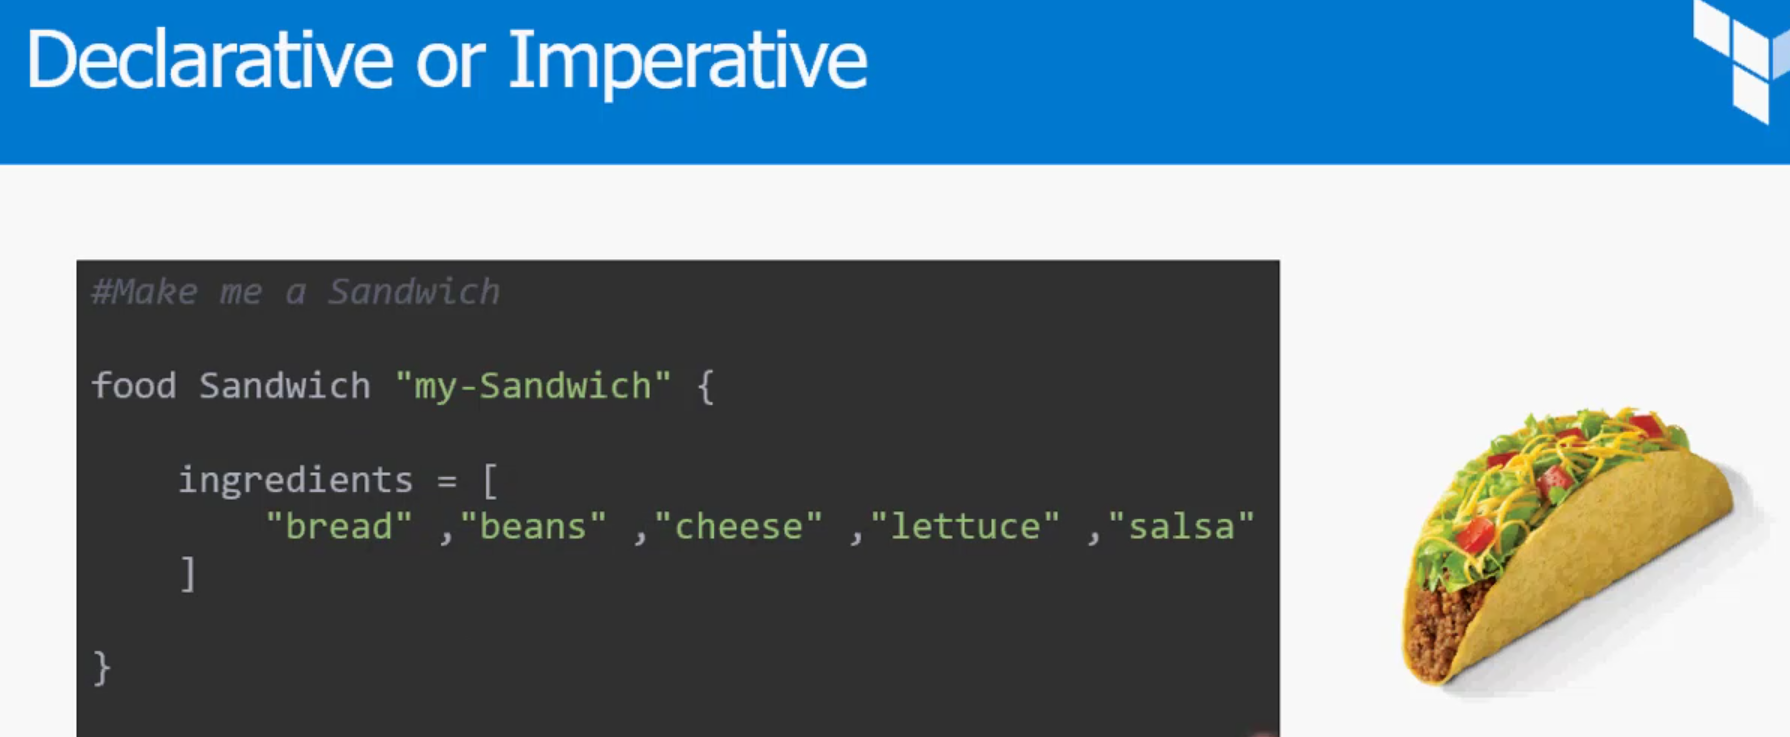 Declarative or Imperative
#Make me a Sandwich
food Sandwich "my-Sandwich" {
ingredients = [
"bread" ,"beans" ,"cheese" ,"lettuce" ,"salsa"
]
}